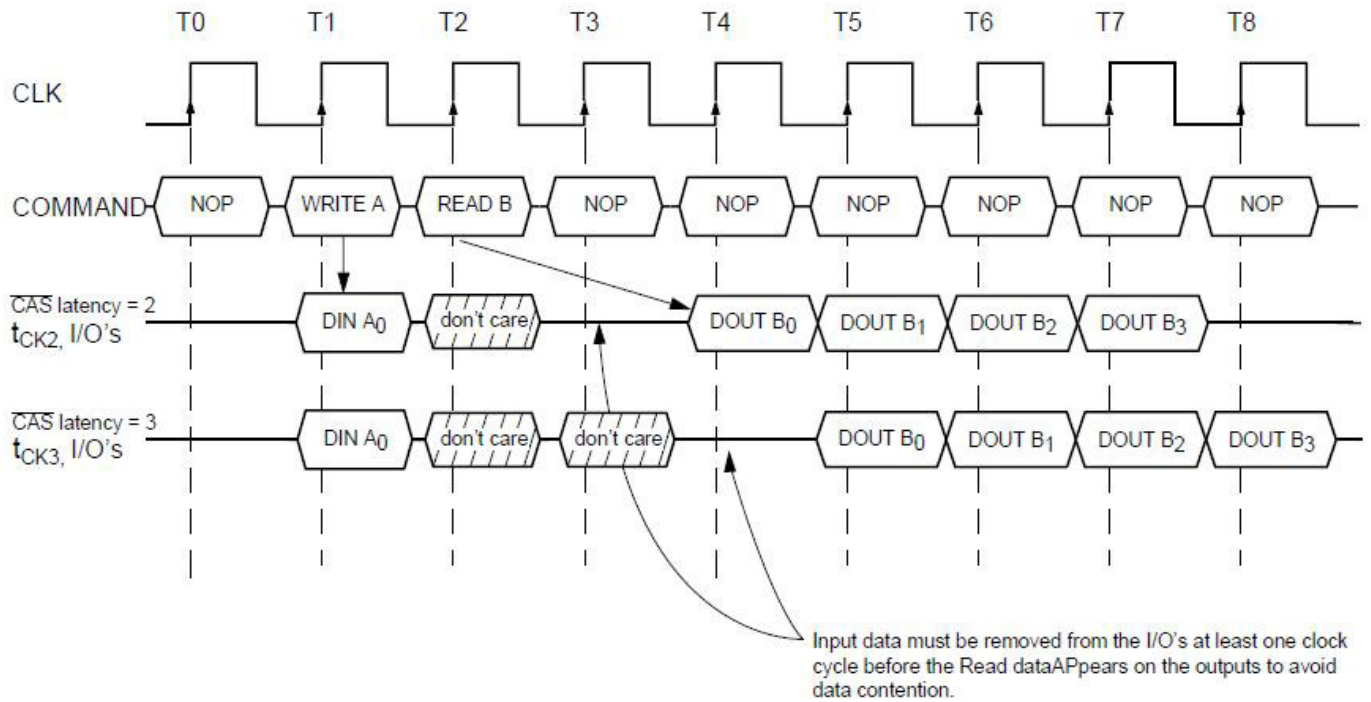 T0 T1 T2 T3 T4 T5 T6 T7 T8
CLK
COMMAND NOP WRITE A READ B NOP NOP NOP NOP NOP NOP
CAS latency = 2
tCK2, I/O's DIN A0 don't care DOUT B0 DOUT B1 DOUT B2 DOUT B3
CAS latency = 3
tCK3, I/O's DIN A0 don't care don't care DOUT B0 DOUT B1 DOUT B2 DOUT B3
Input data must be removed from the I/O's at least one clock
cycle before the Read dataAPpears on the outputs to avoid
data contention.